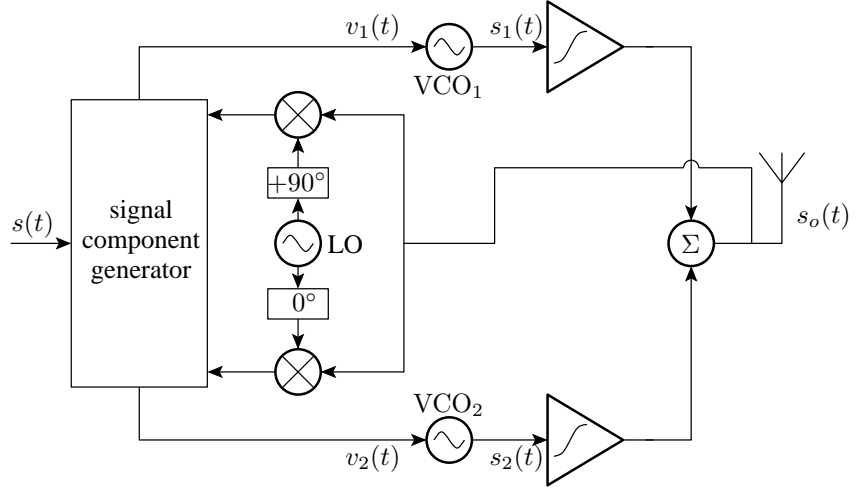 v₁(t)
s₁(t)
VCO₁
+90°
s(t)
signal
component
generator
LO
Σ
sₒ(t)
0°
VCO₂
v₂(t)
s₂(t)